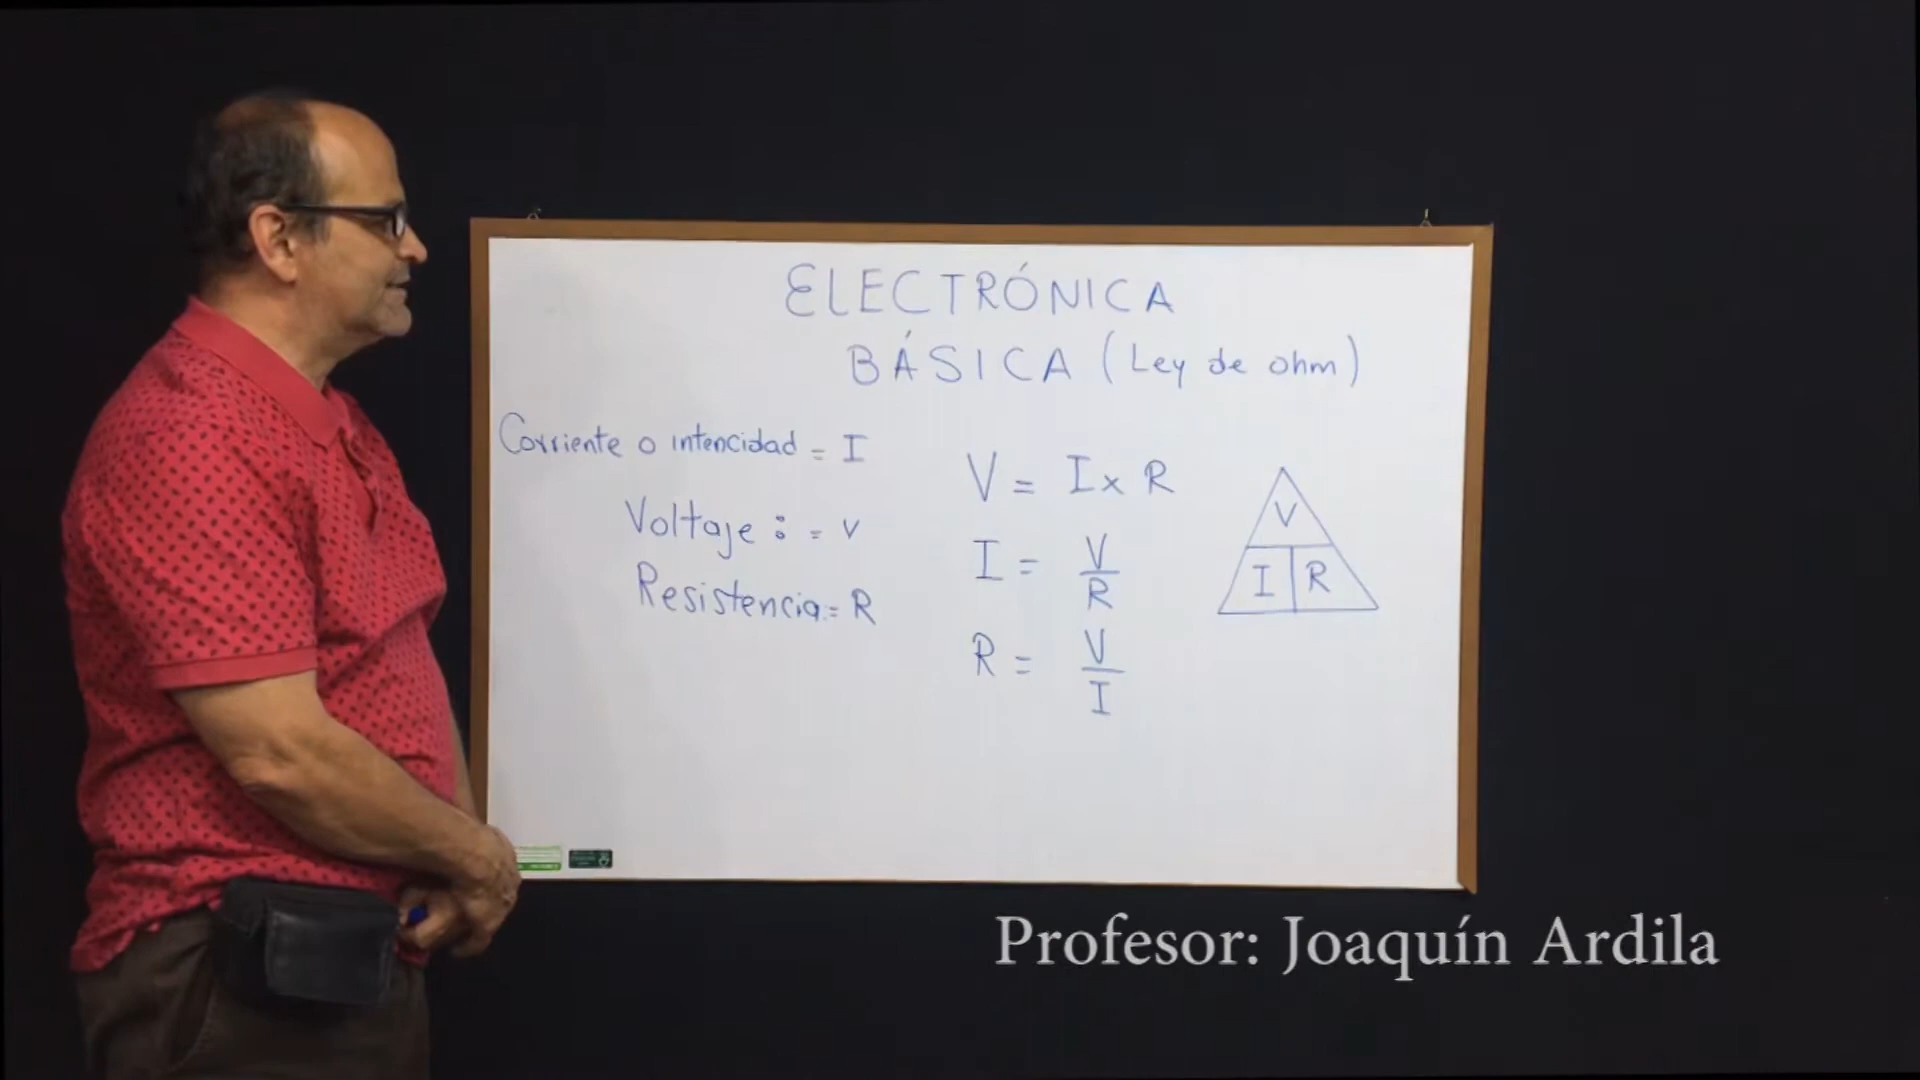 ELECTRÓNICA
BÁSICA (Ley de ohm)
Corriente o intencidad = I
Voltaje : = V
Resistencia = R
V = I x R
I = V/R
R = V/I
V
I R
Profesor: Joaquín Ardila